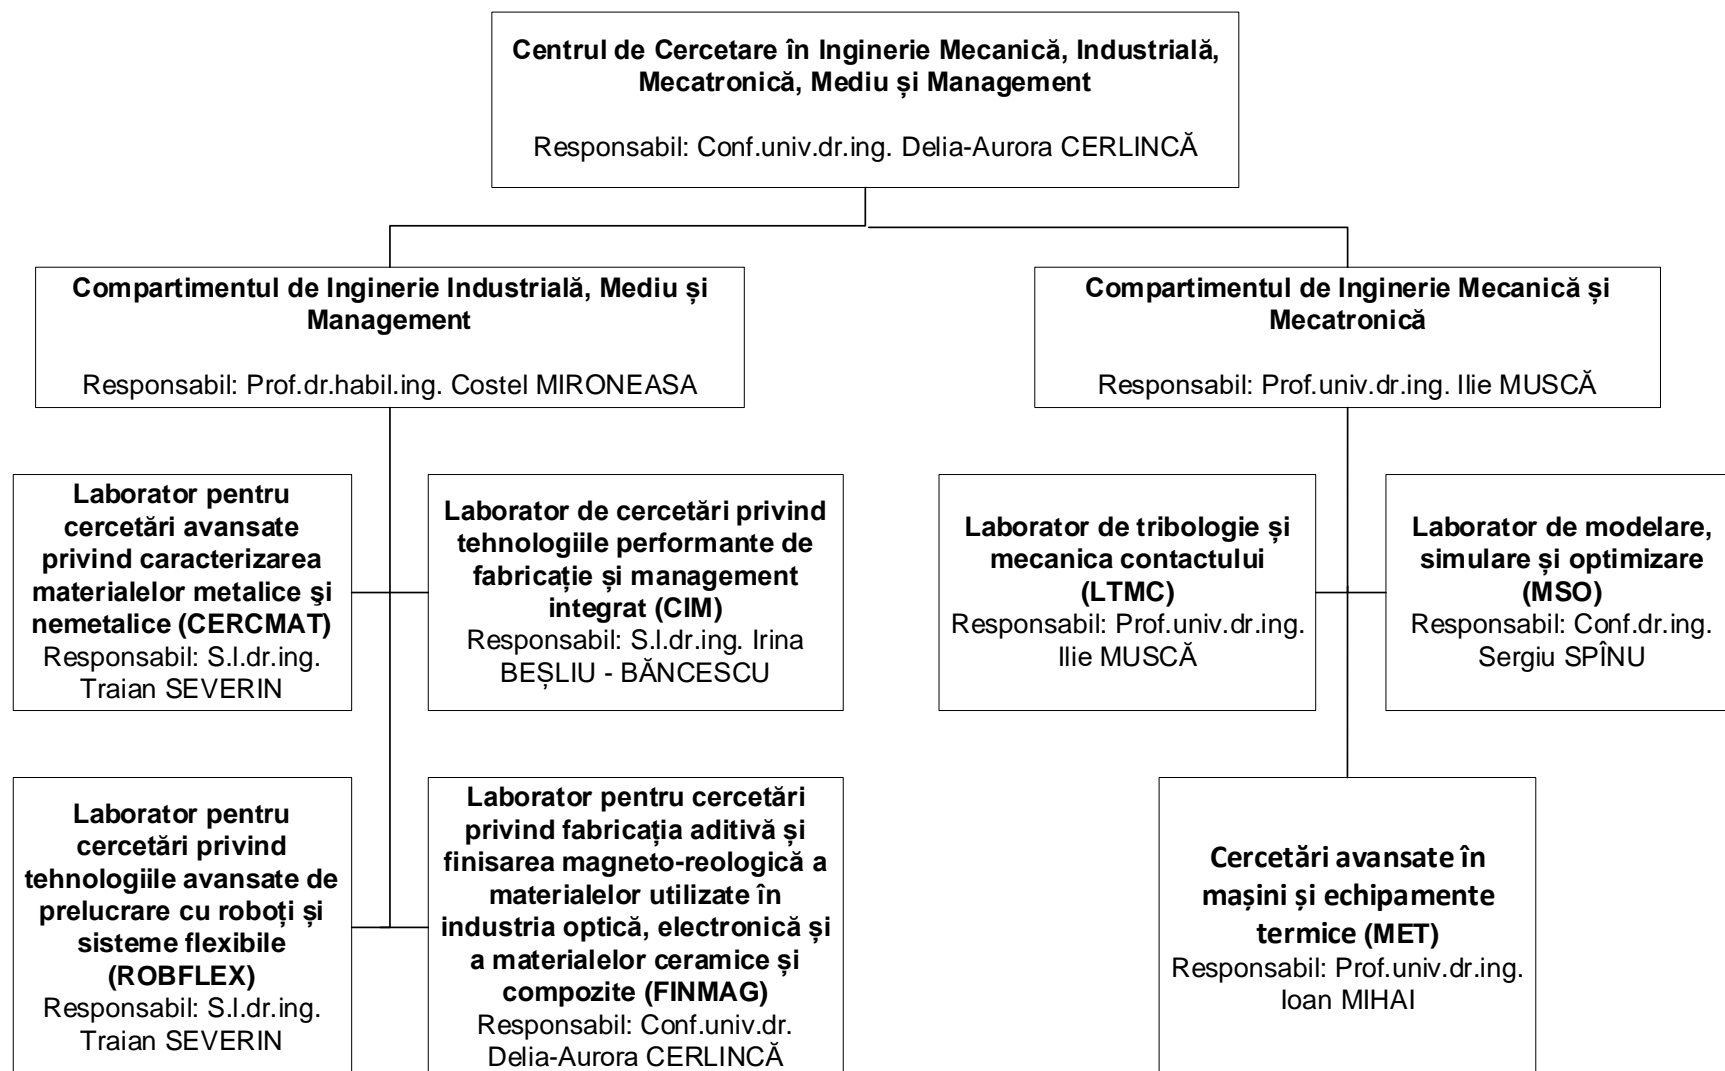 Centrul de Cercetare în Inginerie Mecanică, Industrială,
Mecatronică, Mediu și Management
Responsabil: Conf.univ.dr.ing. Delia-Aurora CERLINCĂ
Compartimentul de Inginerie Industrială, Mediu și
Management
Responsabil: Prof.dr.habil.ing. Costel MIRONEASA
Compartimentul de Inginerie Mecanică și
Mecatronică
Responsabil: Prof.univ.dr.ing. Ilie MUSCĂ
Laborator pentru
cercetări avansate
privind caracterizarea
materialelor metalice şi
nemetalice (CERCMAT)
Responsabil: S.l.dr.ing.
Traian SEVERIN
Laborator de cercetări privind
tehnologiile performante de
fabricație și management
integrat (CIM)
Responsabil: S.l.dr.ing. Irina
BEȘLIU - BĂNCESCU
Laborator de tribologie și
mecanica contactului
(LTMC)
Responsabil: Prof.univ.dr.ing.
Ilie MUSCĂ
Laborator de modelare,
simulare și optimizare
(MSO)
Responsabil: Conf.dr.ing.
Sergiu SPÎNU
Laborator pentru
cercetări privind
tehnologiile avansate de
prelucrare cu roboți și
sisteme flexibile
(ROBFLEX)
Responsabil: S.l.dr.ing.
Traian SEVERIN
Laborator pentru cercetări
privind fabricația aditivă și
finisarea magneto-reologică a
materialelor utilizate în
industria optică, electronică și
a materialelor ceramice și
compozite (FINMAG)
Responsabil: Conf.univ.dr.
Delia-Aurora CERLINCĂ
Cercetări avansate în
mașini și echipamente
termice (MET)
Responsabil: Prof.univ.dr.ing.
Ioan MIHAI